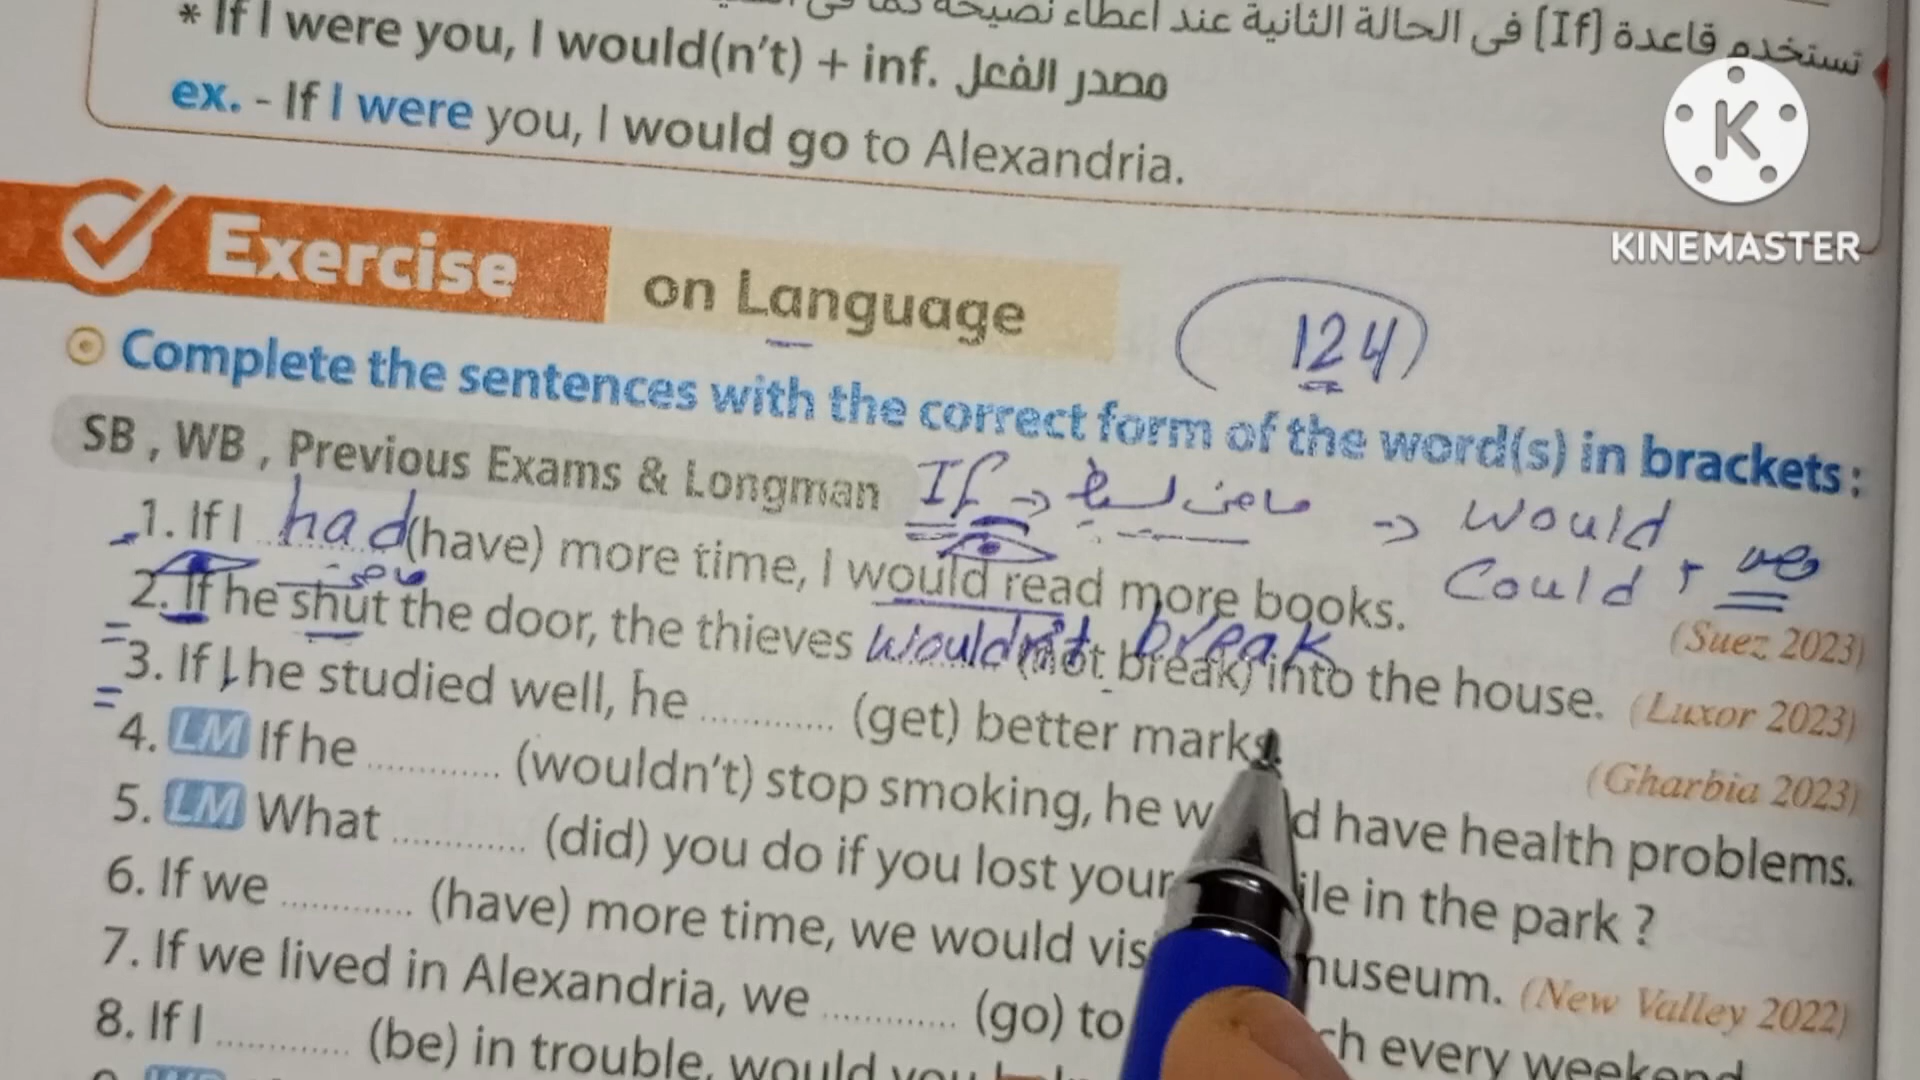 تستخدم قاعدة [If] فى الحالة الثانية عند اعطاء نصيحة كما فى
* If I were you, I would(n't) + inf. مصدر الفعل
ex. - If I were you, I would go to Alexandria.
KINEMASTER
Exercise on Language
124
Complete the sentences with the correct form of the word(s) in brackets :
SB , WB , Previous Exams & Longman
If → ماضى بسيط → would
could +
1. If I had (have) more time, I would read more books.
(Suez 2023)
2. If he shut the door, the thieves wouldn't break (not break) into the house. (Luxor 2023)
3. If he studied well, he ............ (get) better marks.
(Gharbia 2023)
4. LM If he ............ (wouldn't) stop smoking, he have health problems.
5. LM What ............ (did) you do if you lost your in the park ?
6. If we ............ (have) more time, we would museum. (New Valley 2022)
7. If we lived in Alexandria, we ............ (go) to every weekend
8. If I ............ (be) in trouble, would you